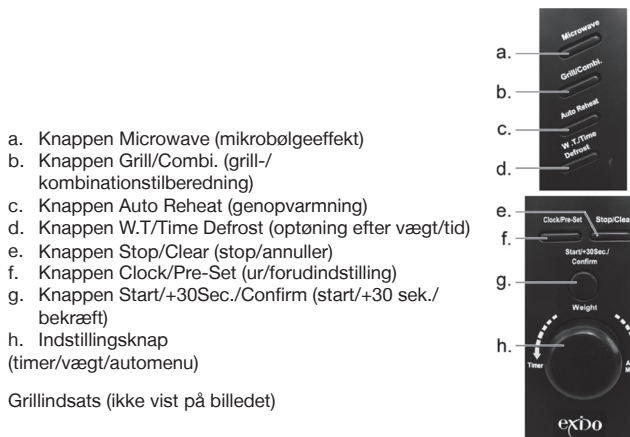 a. Knappen Microwave (mikrobølgeeffekt)
b. Knappen Grill/Combi. (grill-/
kombinationstilberedning)
c. Knappen Auto Reheat (genopvarmning)
d. Knappen W.T/Time Defrost (optøning efter vægt/tid)
e. Knappen Stop/Clear (stop/annuller)
f. Knappen Clock/Pre-Set (ur/forudindstilling)
g. Knappen Start/+30Sec./Confirm (start/+30 sek./
bekræft)
h. Indstillingsknap
(timer/vægt/automenu)
Grillindsats (ikke vist på billedet)
a.
Microwave
b.
Grill/Combi.
c.
Auto Reheat
d.
W.T./Time
Defrost
e.
Clock/Pre-Set Stop/Clea
f.
Start/+30Sec./
Confirm
g.
Weight
h.
Timer
A
M
exido